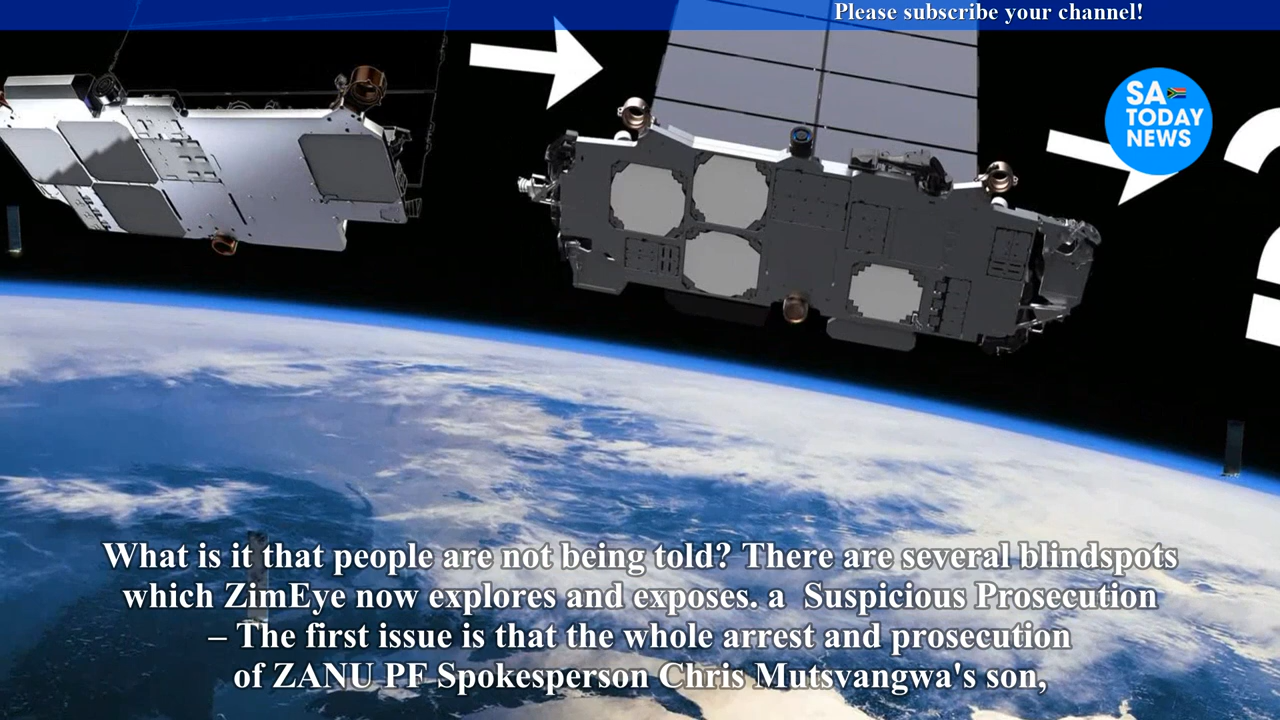 Please subscribe your channel!
SA
TODAY
NEWS
?
What is it that people are not being told? There are several blindspots
which ZimEye now explores and exposes. a  Suspicious Prosecution
– The first issue is that the whole arrest and prosecution
of ZANU PF Spokesperson Chris Mutsvangwa's son,